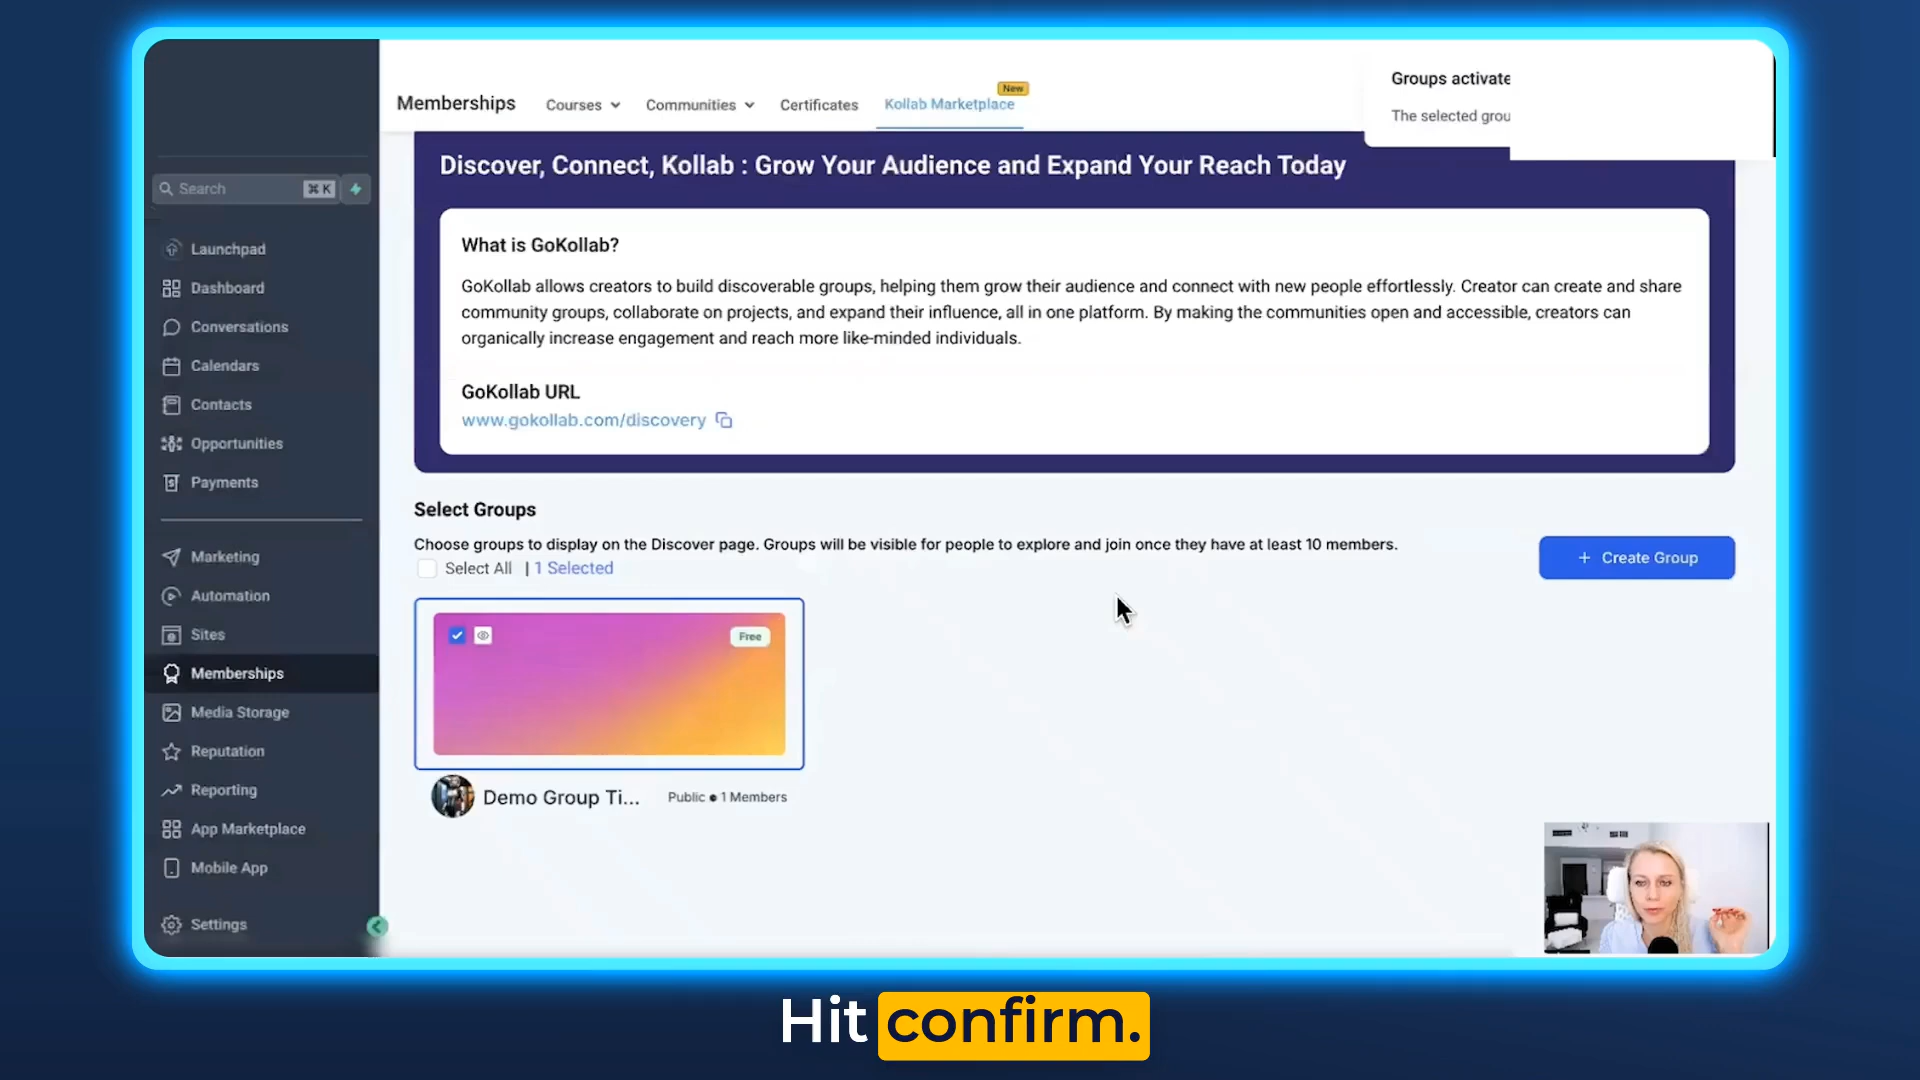 Memberships
Courses
Communities
Certificates
Kollab Marketplace
New
Groups activate
The selected grou
Search
⌘ K
Launchpad
Dashboard
Conversations
Calendars
Contacts
Opportunities
Payments
Marketing
Automation
Sites
Memberships
Media Storage
Reputation
Reporting
App Marketplace
Mobile App
Settings
Discover, Connect, Kollab : Grow Your Audience and Expand Your Reach Today
What is GoKollab?
GoKollab allows creators to build discoverable groups, helping them grow their audience and connect with new people effortlessly. Creator can create and share
community groups, collaborate on projects, and expand their influence, all in one platform. By making the communities open and accessible, creators can
organically increase engagement and reach more like-minded individuals.
GoKollab URL
www.gokollab.com/discovery
Select Groups
Choose groups to display on the Discover page. Groups will be visible for people to explore and join once they have at least 10 members.
Select All | 1 Selected
+ Create Group
Free
Demo Group Ti...
Public ● 1 Members
Hit confirm.